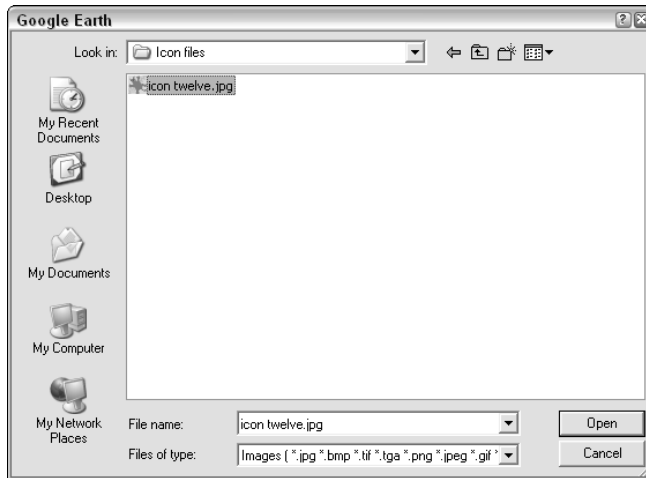 Google Earth
Look in:
Icon files
icon twelve.jpg
My Recent
Documents
Desktop
My Documents
My Computer
My Network
Places
File name:
icon twelve.jpg
Open
Files of type:
Images ( *.jpg *.bmp *.tif *.tga *.png *.jpeg *.gif *
Cancel